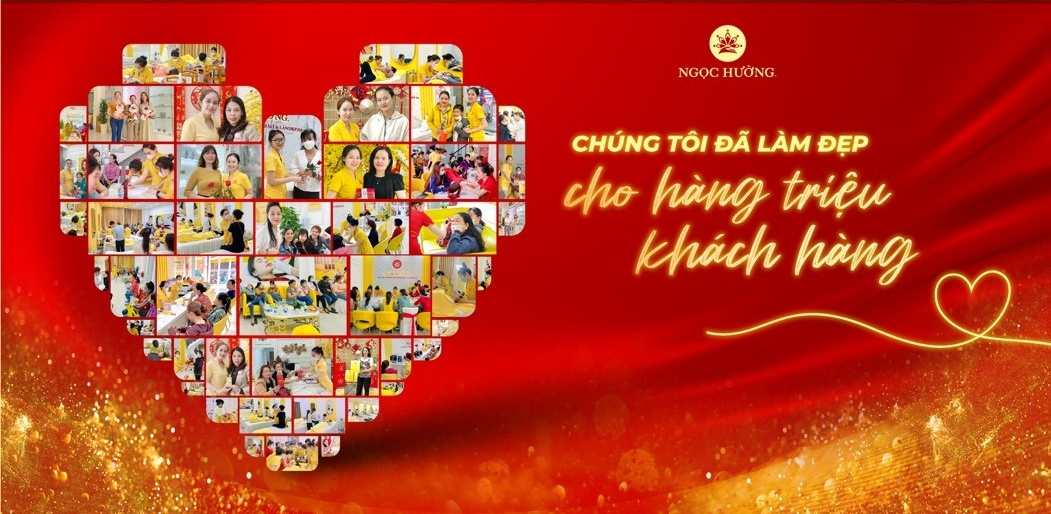 NGỌC HƯỜNG
CHÚNG TÔI ĐÃ LÀM ĐẸP
cho hàng triệu
khách hàng